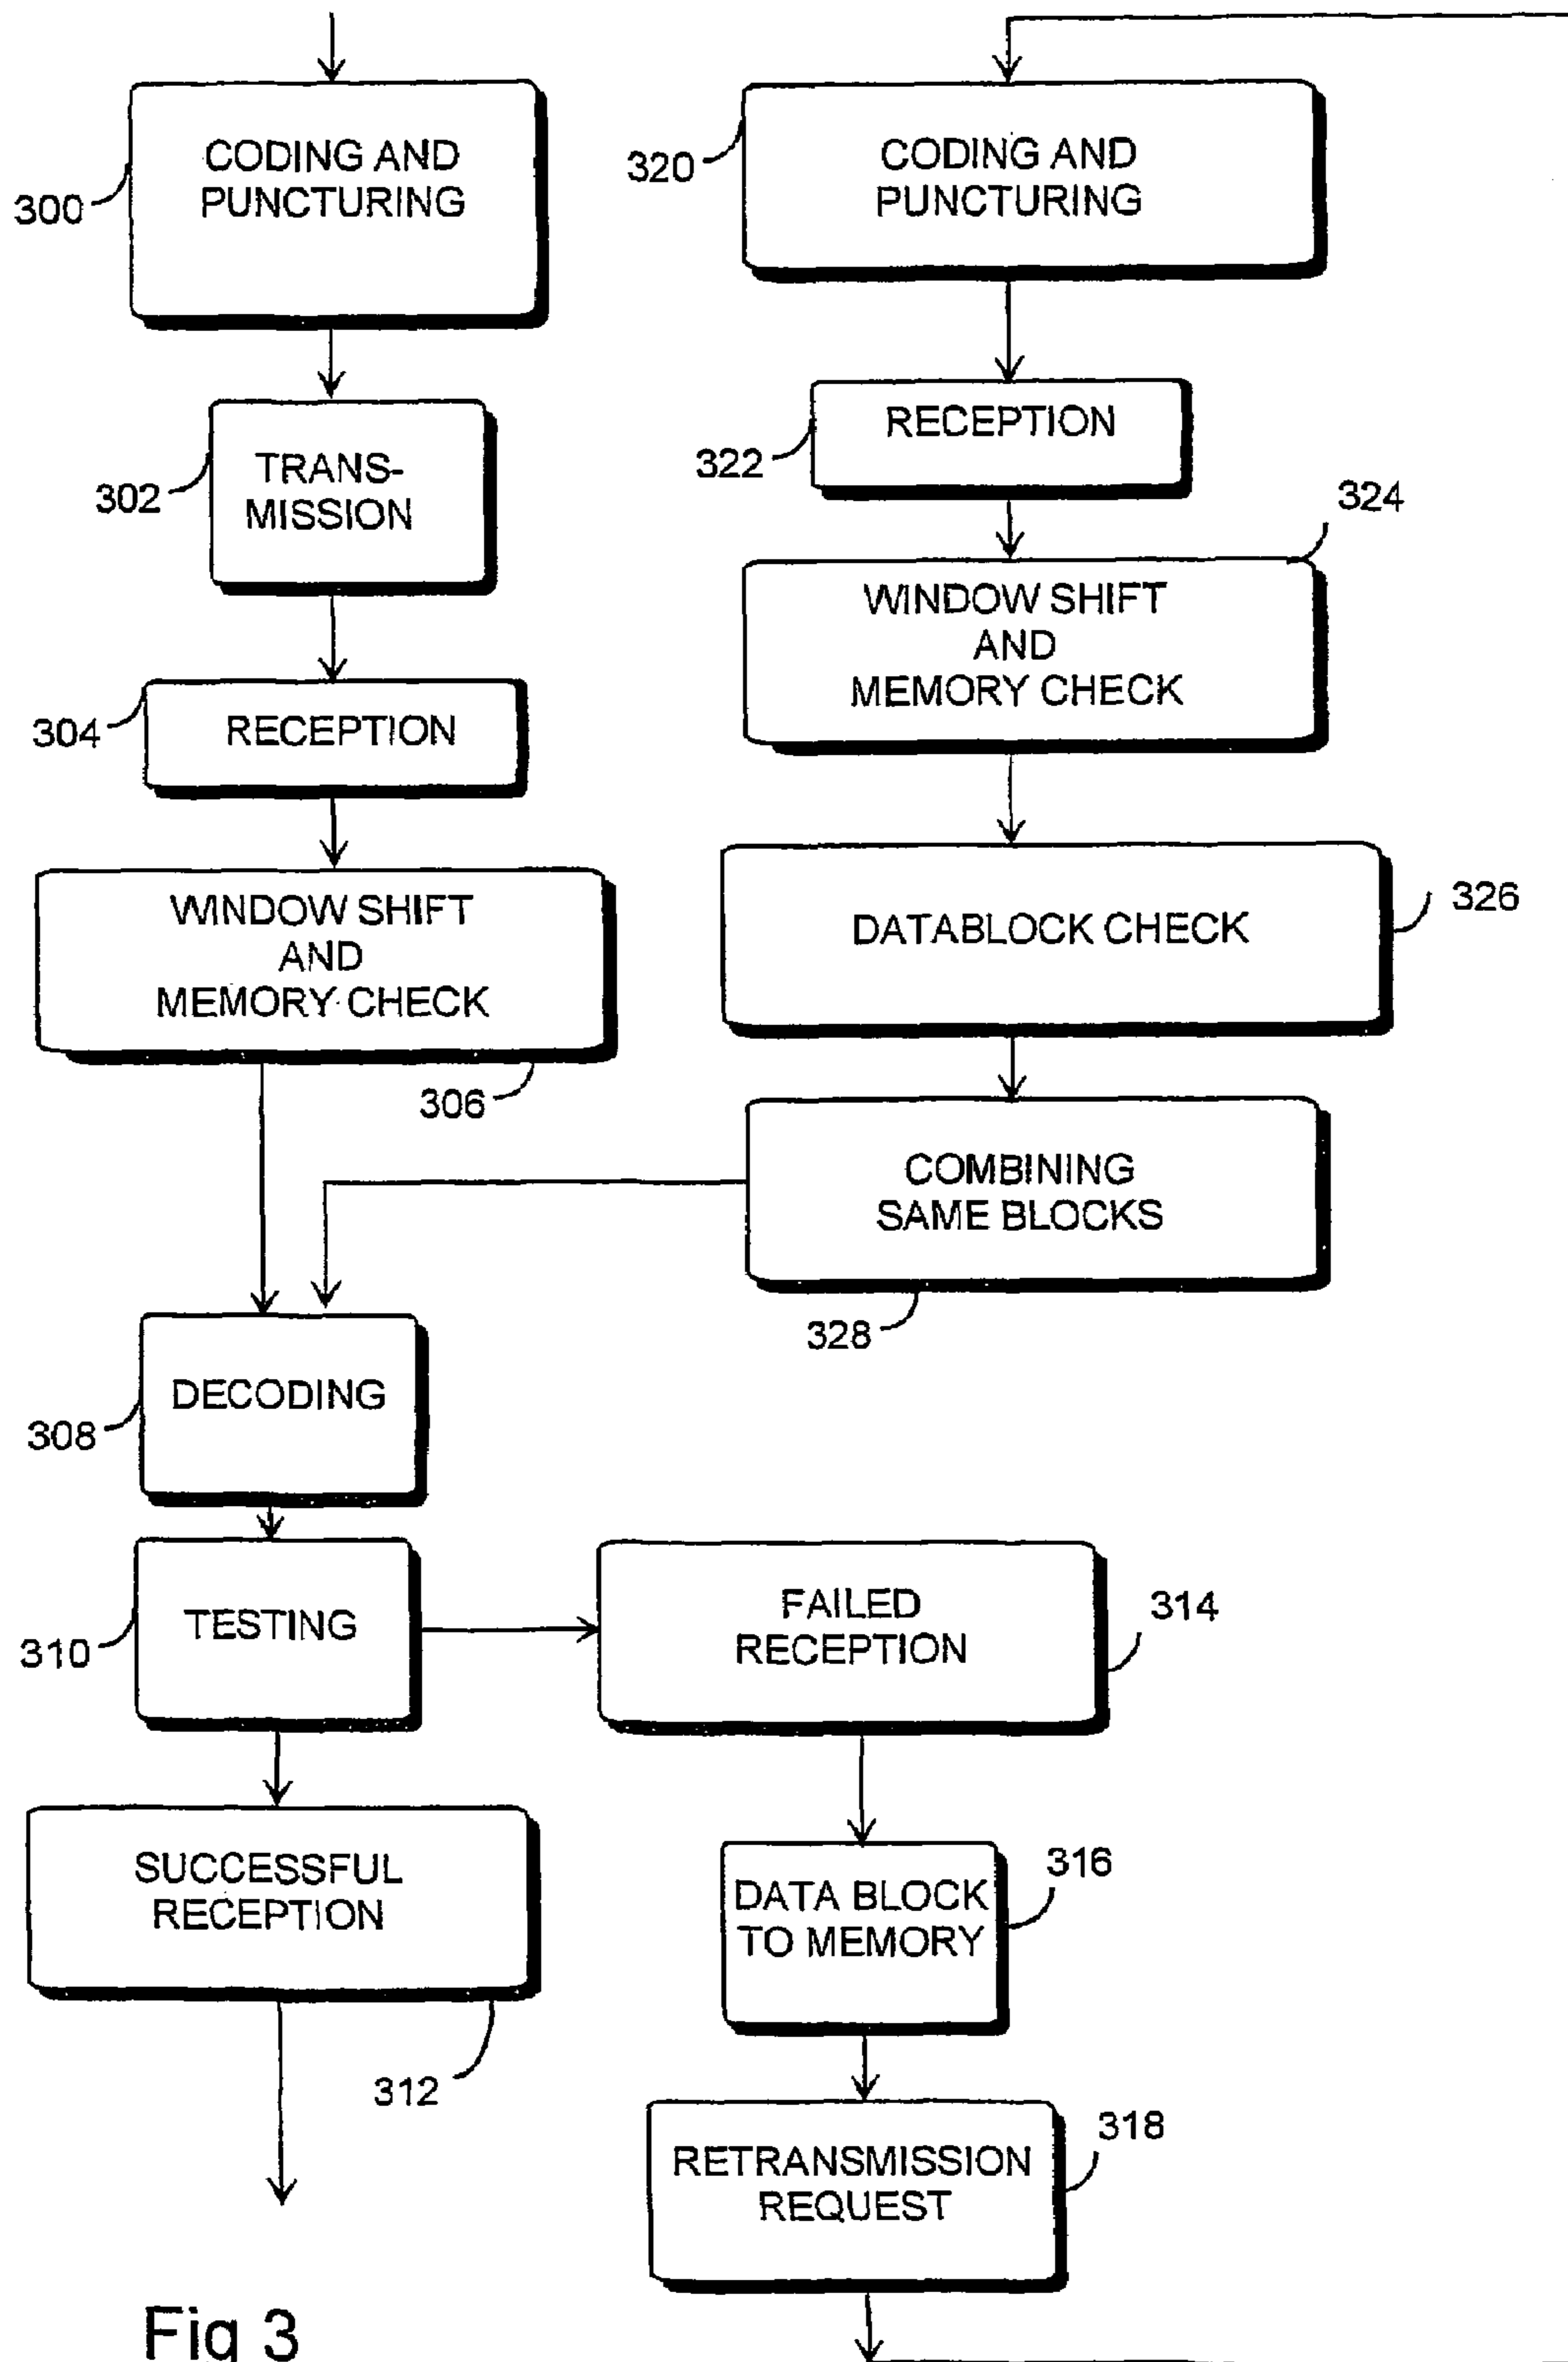 300
CODING AND
PUNCTURING
302
TRANS-
MISSION
304
RECEPTION
WINDOW SHIFT
AND
MEMORY CHECK
306
308
DECODING
310
TESTING
SUCCESSFUL
RECEPTION
312
FAILED
RECEPTION
314
DATA BLOCK
TO MEMORY
316
RETRANSMISSION
REQUEST
318
320
CODING AND
PUNCTURING
322
RECEPTION
324
WINDOW SHIFT
AND
MEMORY CHECK
DATABLOCK CHECK
326
COMBINING
SAME BLOCKS
328
Fig 3